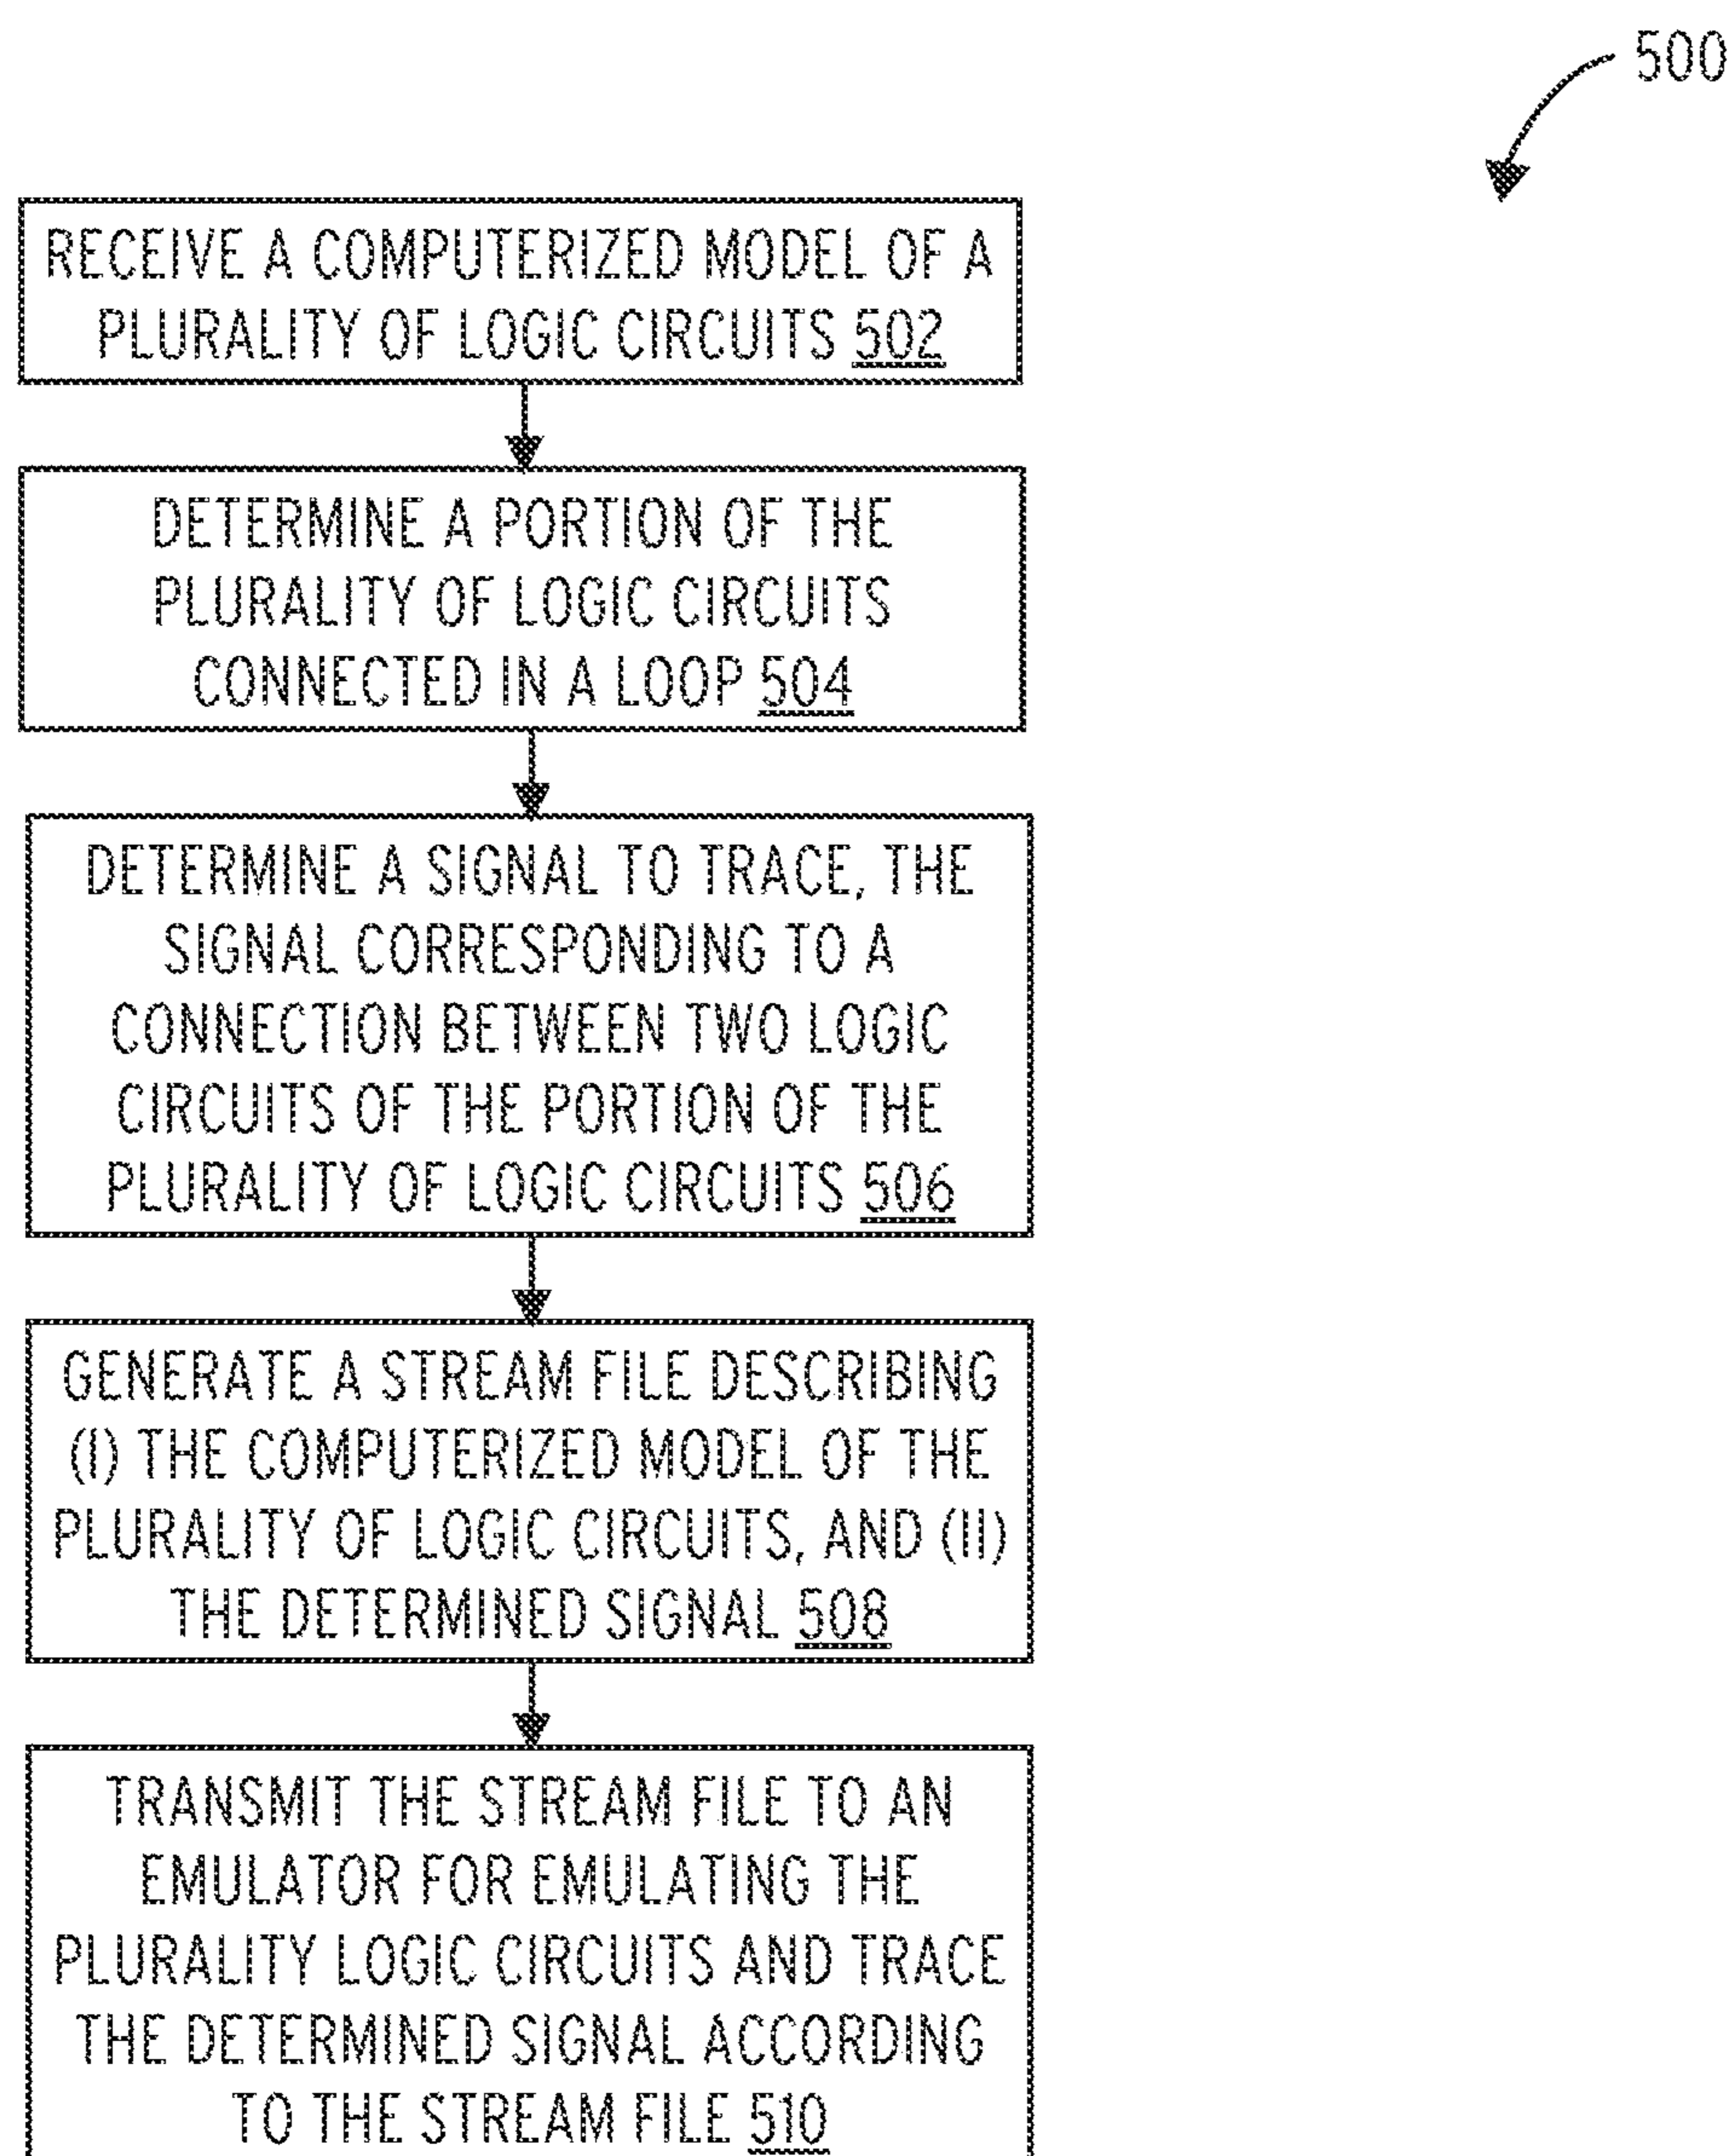 500
RECEIVE A COMPUTERIZED MODEL OF A
PLURALITY OF LOGIC CIRCUITS 502
DETERMINE A PORTION OF THE
PLURALITY OF LOGIC CIRCUITS
CONNECTED IN A LOOP 504
DETERMINE A SIGNAL TO TRACE, THE
SIGNAL CORRESPONDING TO A
CONNECTION BETWEEN TWO LOGIC
CIRCUITS OF THE PORTION OF THE
PLURALITY OF LOGIC CIRCUITS 506
GENERATE A STREAM FILE DESCRIBING
(I) THE COMPUTERIZED MODEL OF THE
PLURALITY OF LOGIC CIRCUITS, AND (II)
THE DETERMINED SIGNAL 508
TRANSMIT THE STREAM FILE TO AN
EMULATOR FOR EMULATING THE
PLURALITY LOGIC CIRCUITS AND TRACE
THE DETERMINED SIGNAL ACCORDING
TO THE STREAM FILE 510